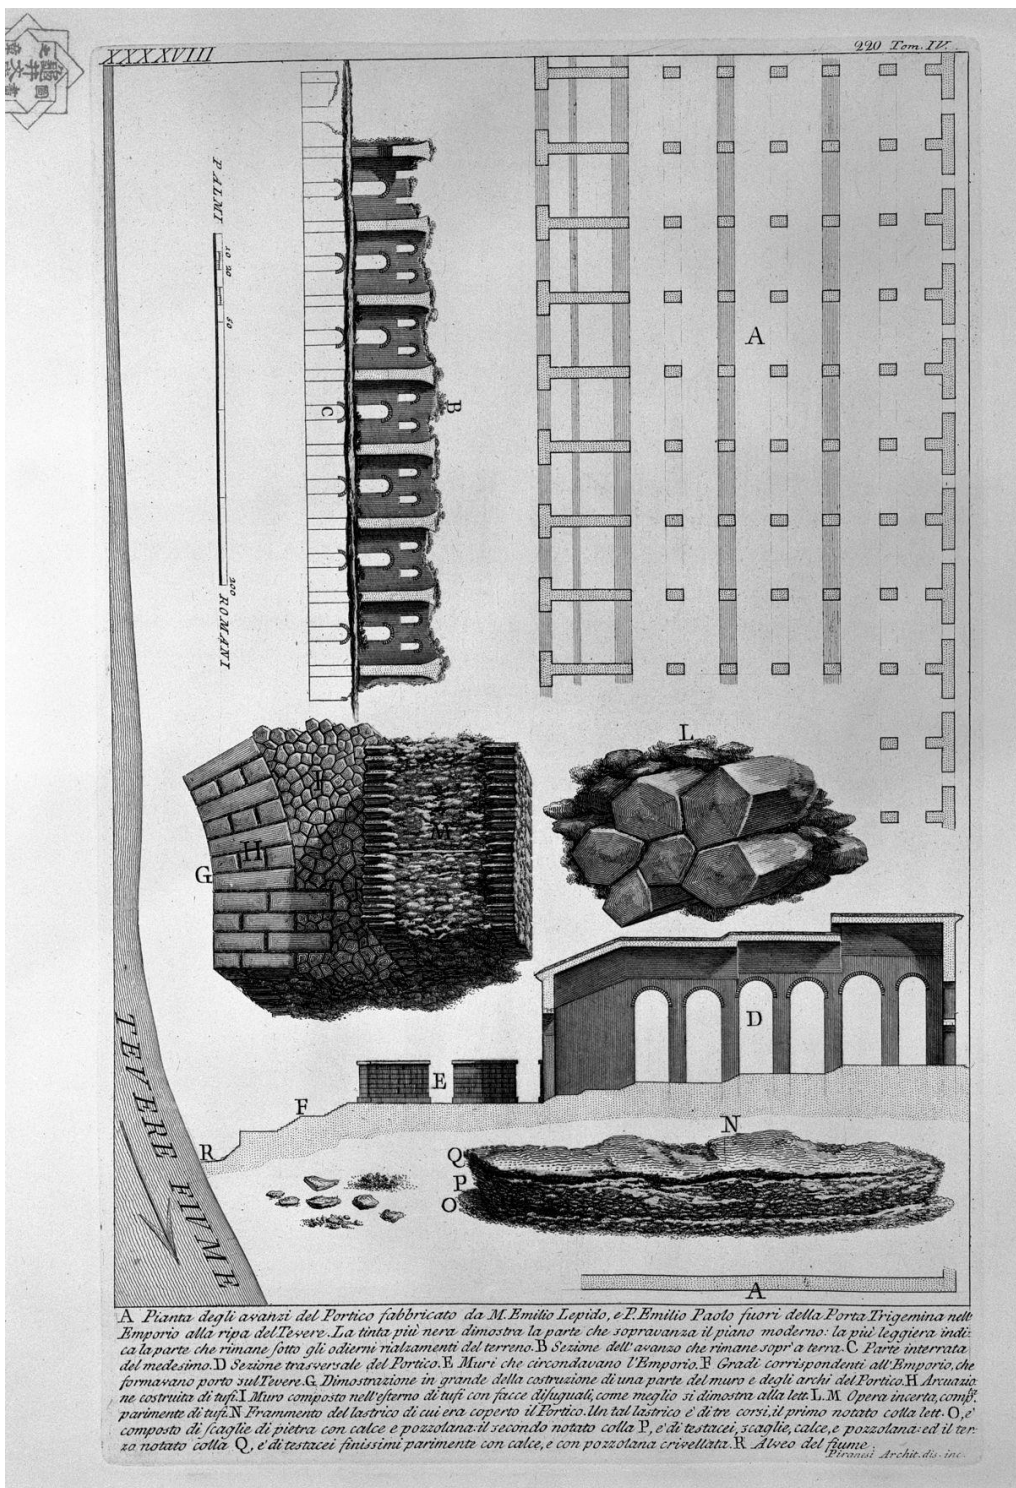 XXXXVIII
220 Tom. IV.
PALMI
10 20
50
200
ROMANI
A
B
C
L
I
M
H
G
D
E
F
R
N
Q
P
O
A
TEVERE FIVME
A Pianta degli avanzi del Portico fabbricato da M. Emilio Lepido, e P. Emilio Paolo fuori della Porta Trigemina nell'
Emporio alla ripa del Tevere. La tinta più nera dimostra la parte che sopravanza il piano moderno: la più leggiera indi=
ca la parte che rimane sotto gli odierni rialzamenti del terreno. B Sezione dell'avanzo che rimane sopr'a terra. C Parte interrata
del medesimo. D Sezione trasversale del Portico. E Muri che circondavano l'Emporio. F Gradi corrispondenti all'Emporio, che
formavano porto sul Tevere. G Dimostrazione in grande della costruzione di una parte del muro e degli archi del Portico. H Arcuazio=
ne costruita di tufi. I Muro composto nell'esterno di tufi con facce disuguali, come meglio si dimostra alla lett. L. M Opera incerta,
parimente di tufi. N Frammento del lastrico di cui era coperto il Portico. Un tal lastrico è di tre corsi, il primo notato colla lett. O, è
composto di scaglie di pietra con calce e pozzolana: il secondo notato colla P, è di testacei, scaglie, calce, e pozzolana: ed il ter=
zo notato colla Q, è di testacei finissimi parimente con calce, e con pozzolana crivellata. R Alveo del fiume.
Piranesi Archit. dis. inc.